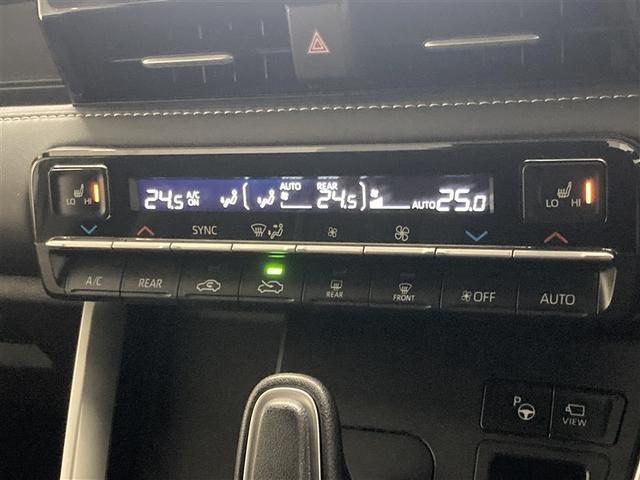 LO HI
24.5 A/C ON AUTO REAR 24.5 AUTO 25.0
LO HI
SYNC
A/C REAR REAR FRONT OFF AUTO
P VIEW